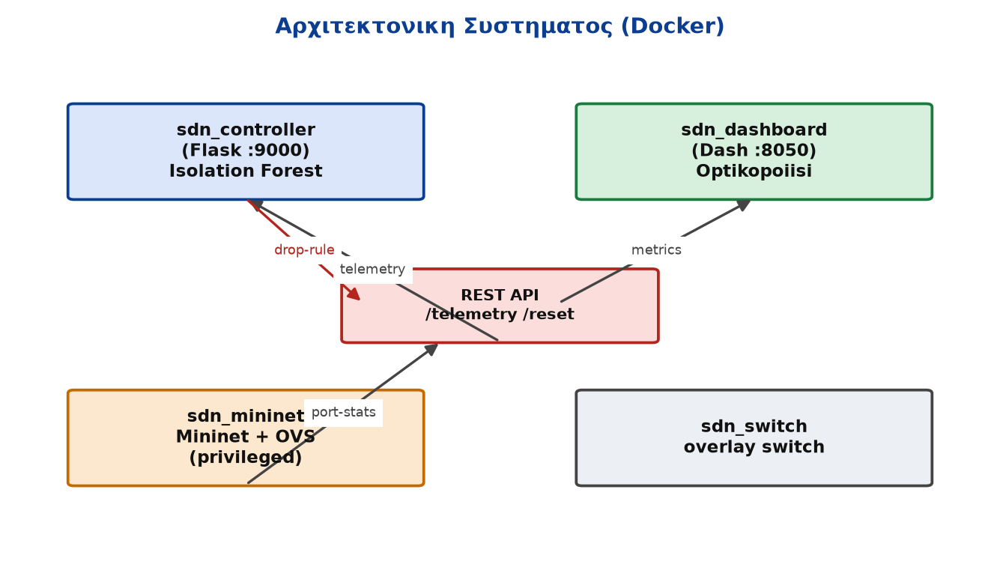 Αρχιτεκτονικη Συστηματος (Docker)
sdn_controller
(Flask :9000)
Isolation Forest
sdn_dashboard
(Dash :8050)
Optikopoiisi
drop-rule
metrics
telemetry
REST API
/telemetry /reset
port-stats
sdn_mininet
Mininet + OVS
(privileged)
sdn_switch
overlay switch